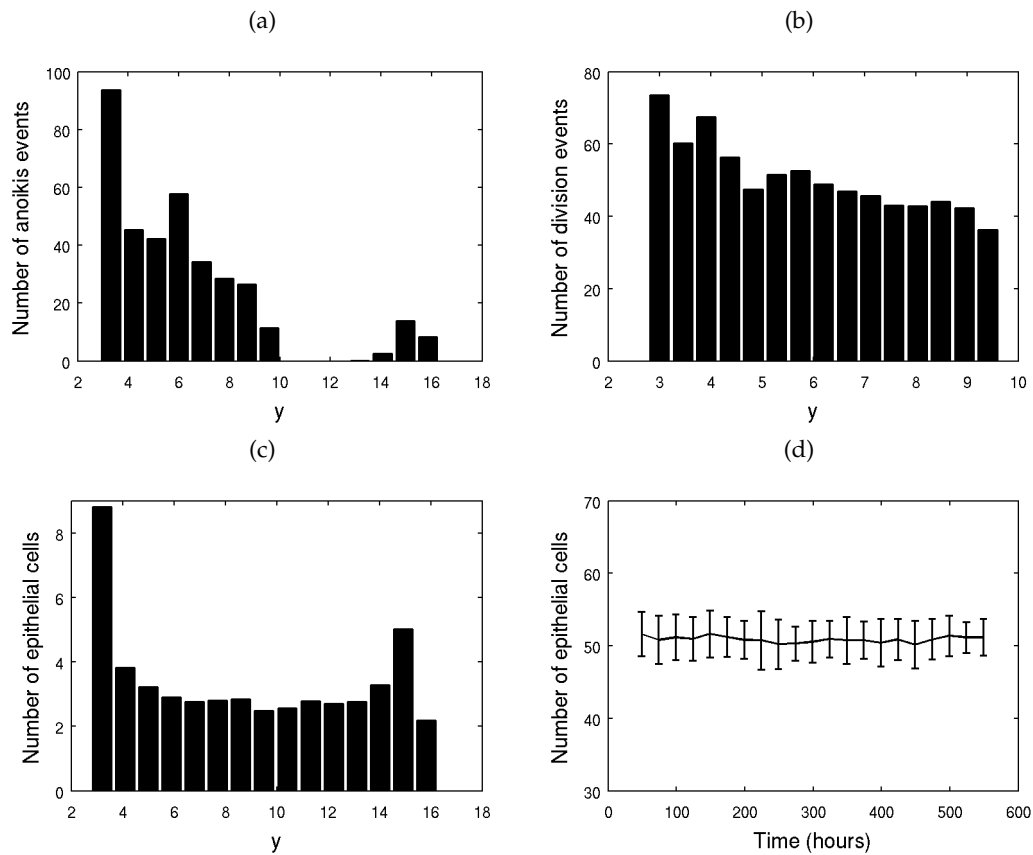 (a)
100
80
60
40
20
0
Number of anoikis events
2 4 6 8 10 12 14 16 18
y
(b)
80
60
40
20
0
Number of division events
2 3 4 5 6 7 8 9 10
y
(c)
8
6
4
2
0
Number of epithelial cells
2 4 6 8 10 12 14 16 18
y
(d)
70
60
50
40
30
Number of epithelial cells
0 100 200 300 400 500 600
Time (hours)